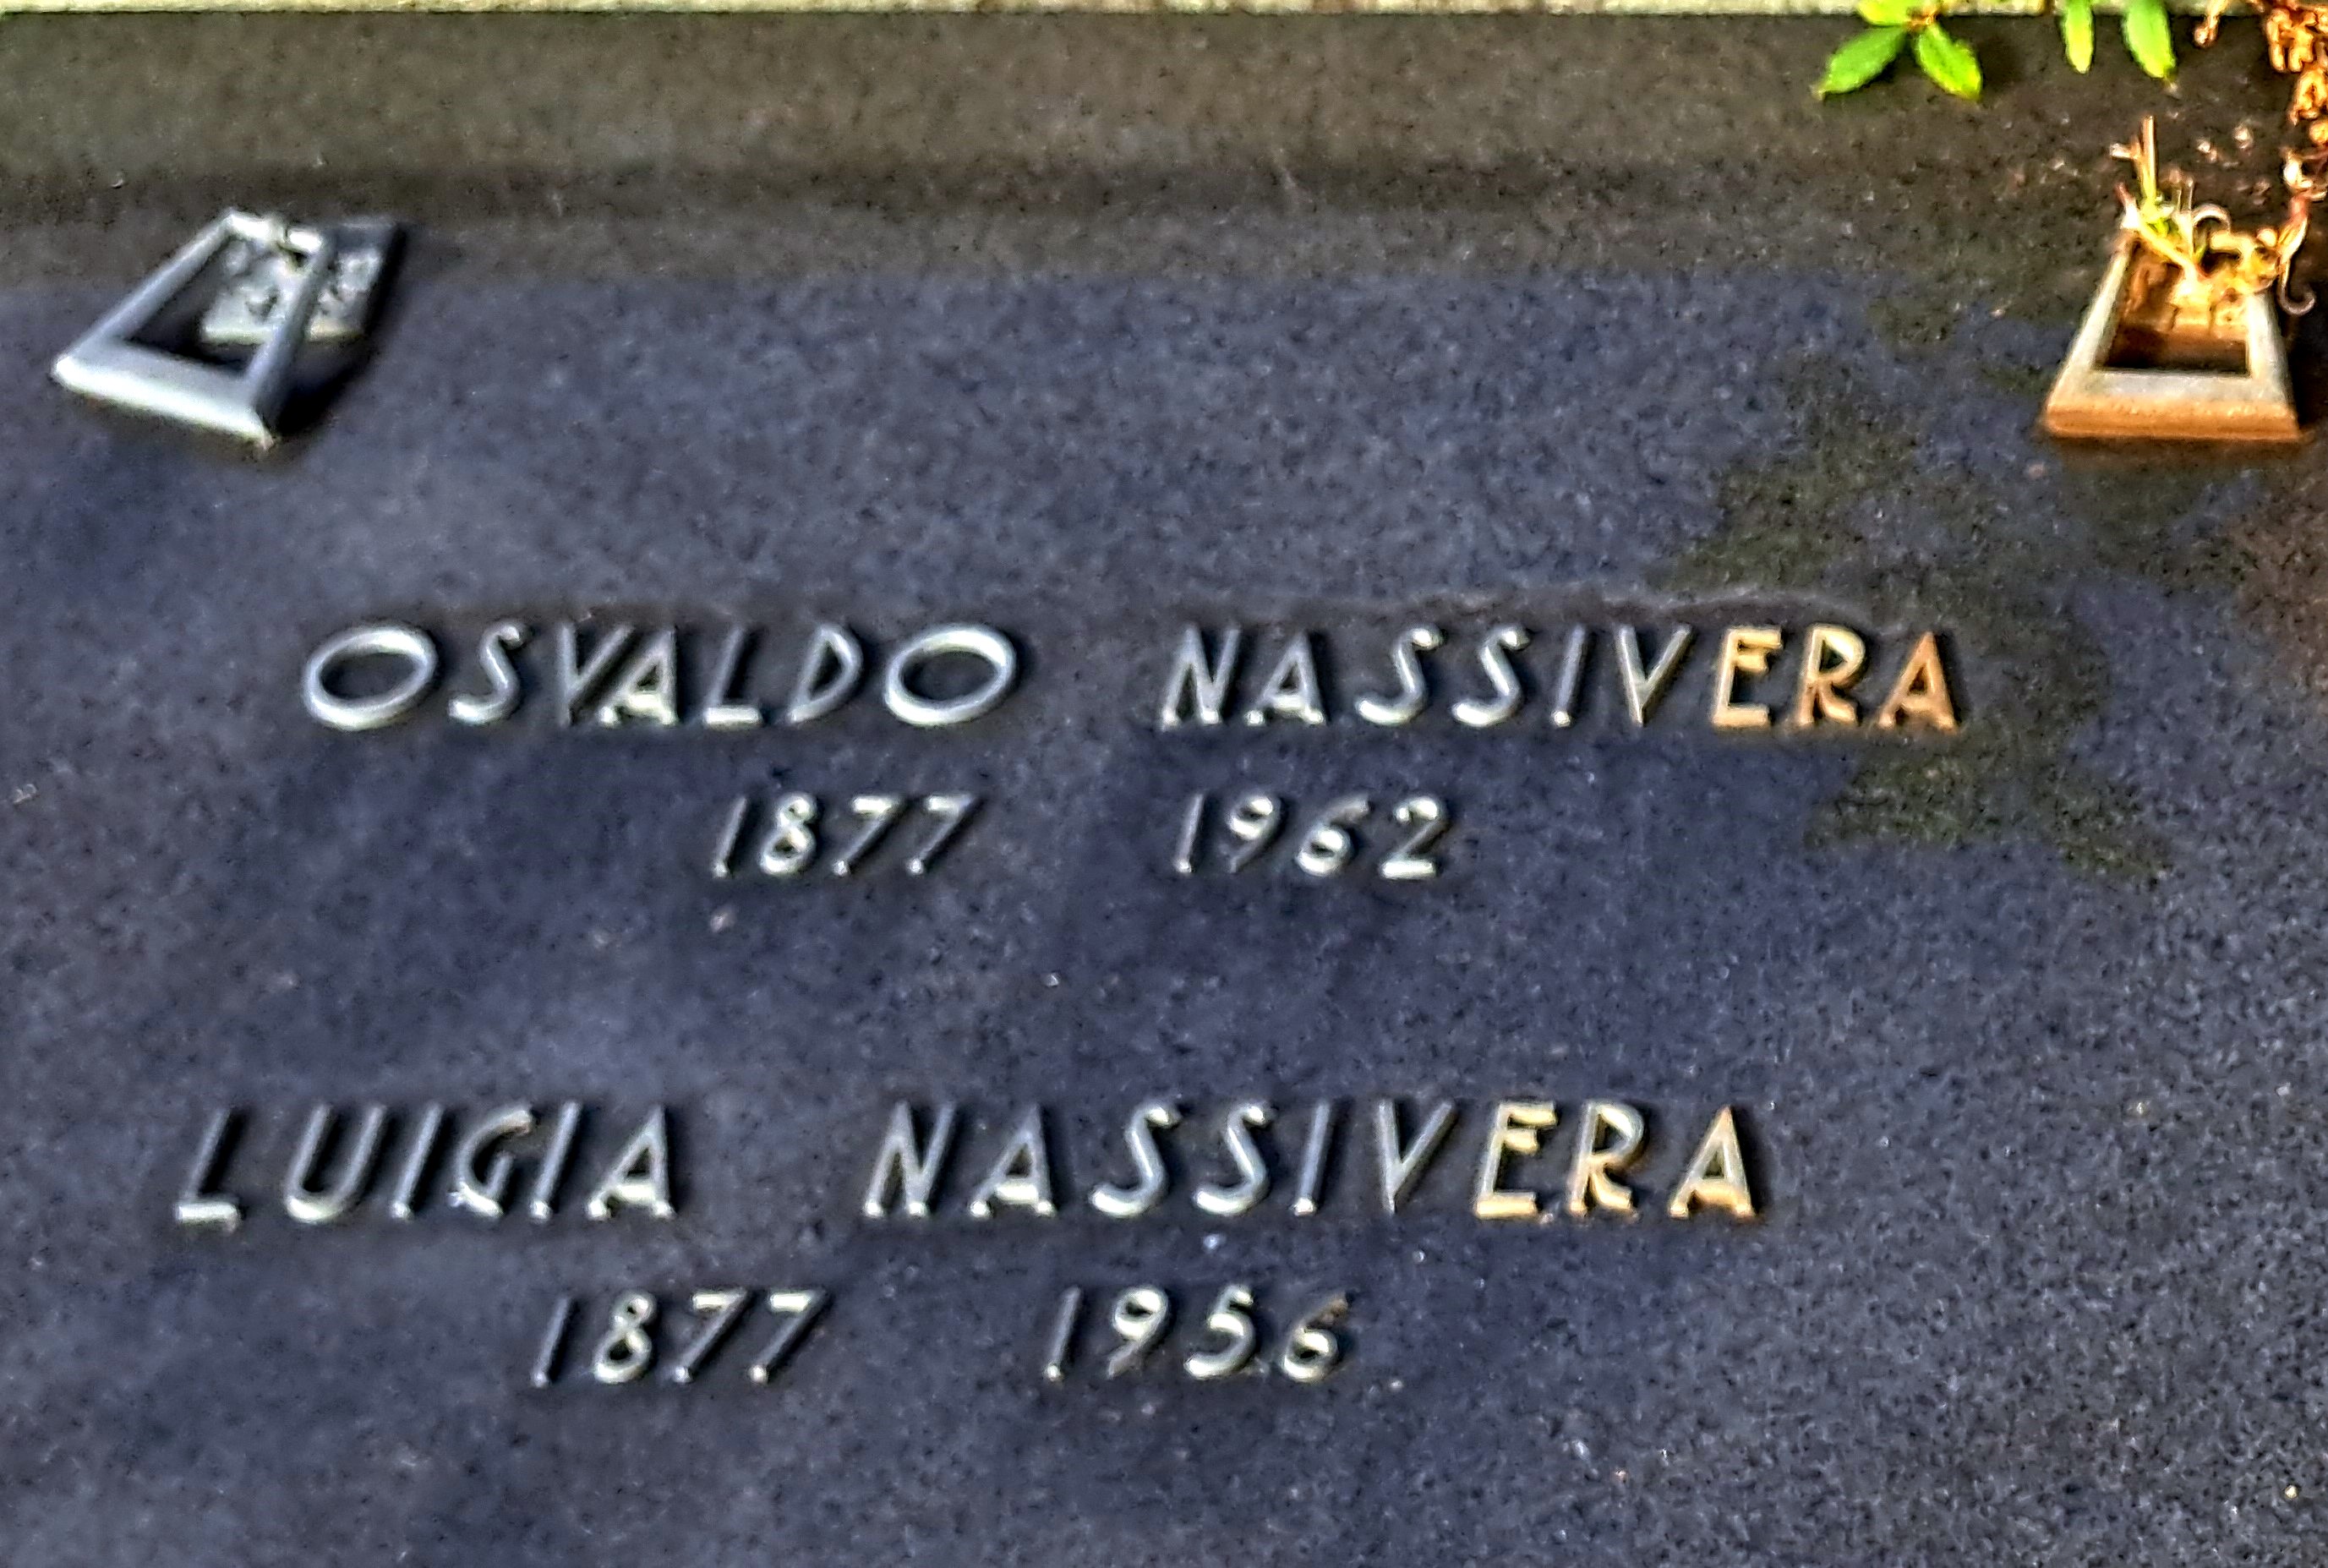 OSVALDO NASSIVERA
1877 1962
LUIGIA NASSIVERA
1877 1956